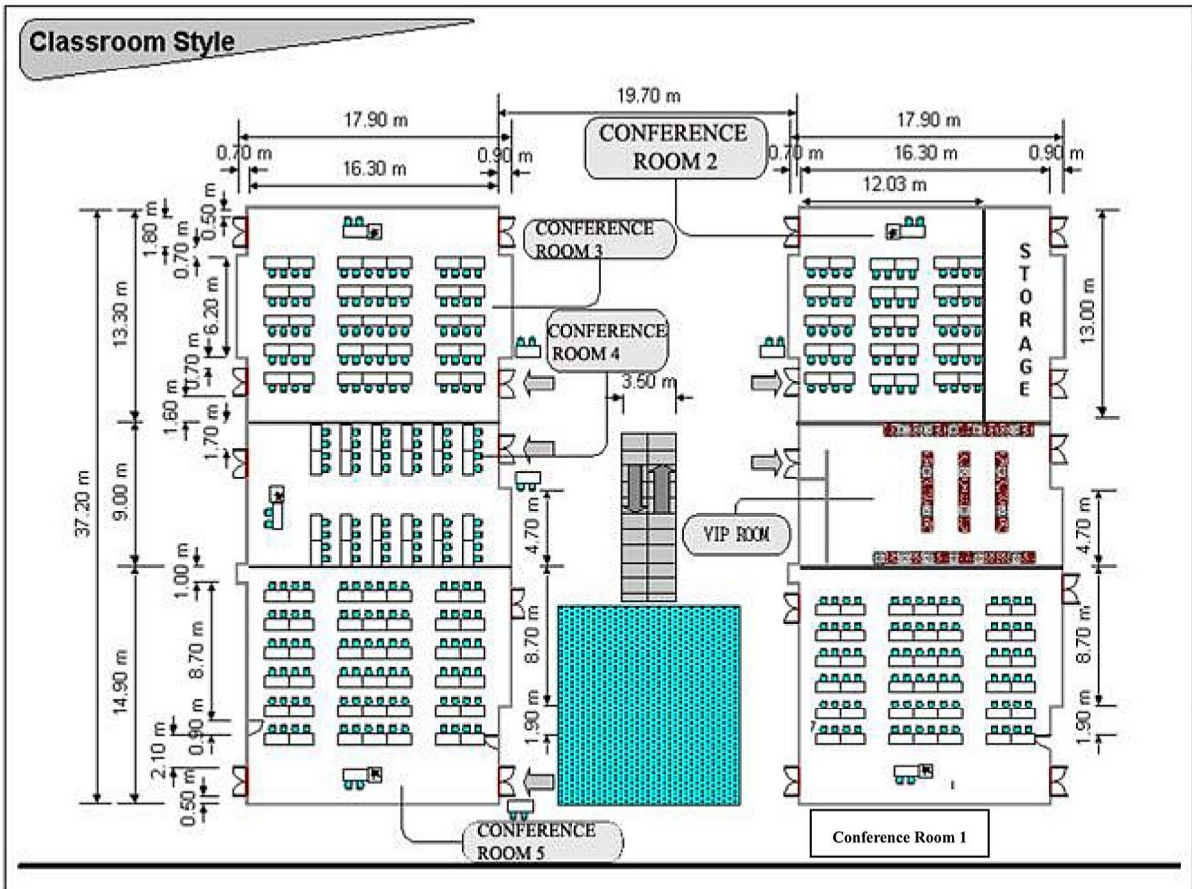 Classroom Style
19.70 m
17.90 m
17.90 m
CONFERENCE
ROOM 2
0.70 m
16.30 m
0.90 m
0.70 m
16.30 m
0.90 m
12.03 m
0.50 m
1.80 m
0.70 m
CONFERENCE
ROOM 3
STORAGE
13.30 m
6.20 m
13.00 m
CONFERENCE
ROOM 4
0.70 m
3.50 m
1.60 m
1.70 m
37.20 m
9.00 m
4.70 m
VIP ROOM
4.70 m
1.00 m
14.90 m
8.70 m
8.70 m
8.70 m
0.90 m
1.90 m
1.90 m
2.10 m
0.50 m
CONFERENCE
ROOM 5
Conference Room 1